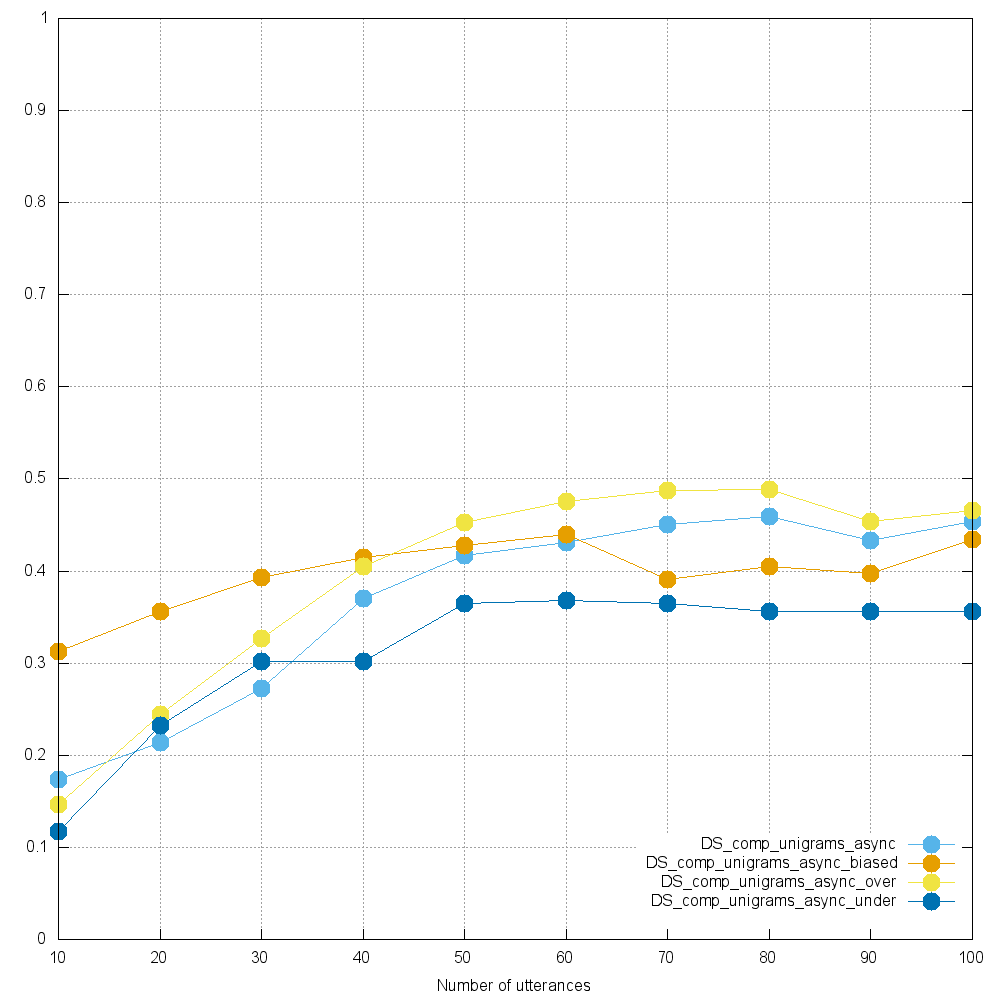 1
0.9
0.8
0.7
0.6
0.5
0.4
0.3
0.2
0.1
0
DS_comp_unigrams_async
DS_comp_unigrams_async_biased
DS_comp_unigrams_async_over
DS_comp_unigrams_async_under
10 20 30 40 50 60 70 80 90 100
Number of utterances